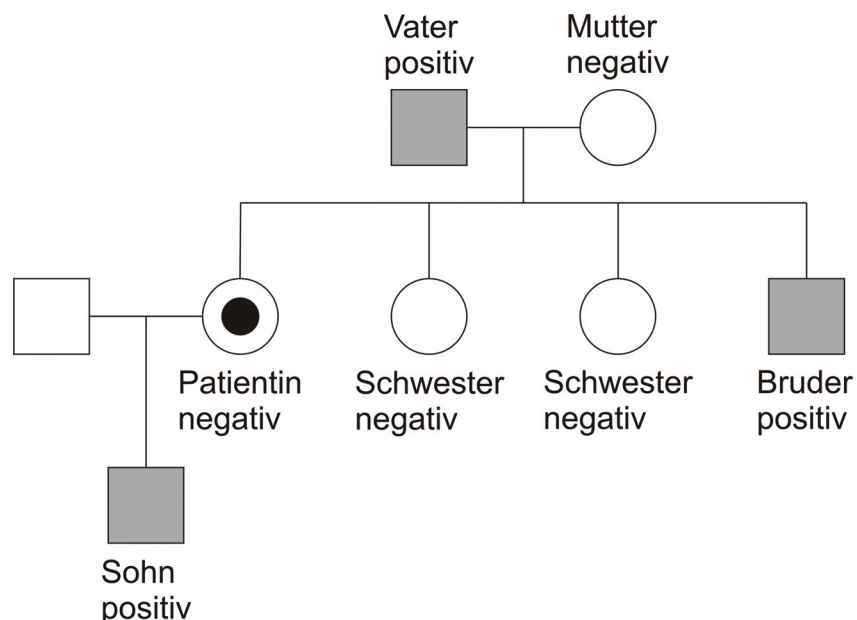 Vater
positiv
Mutter
negativ
Patientin
negativ
Schwester
negativ
Schwester
negativ
Bruder
positiv
Sohn
positiv